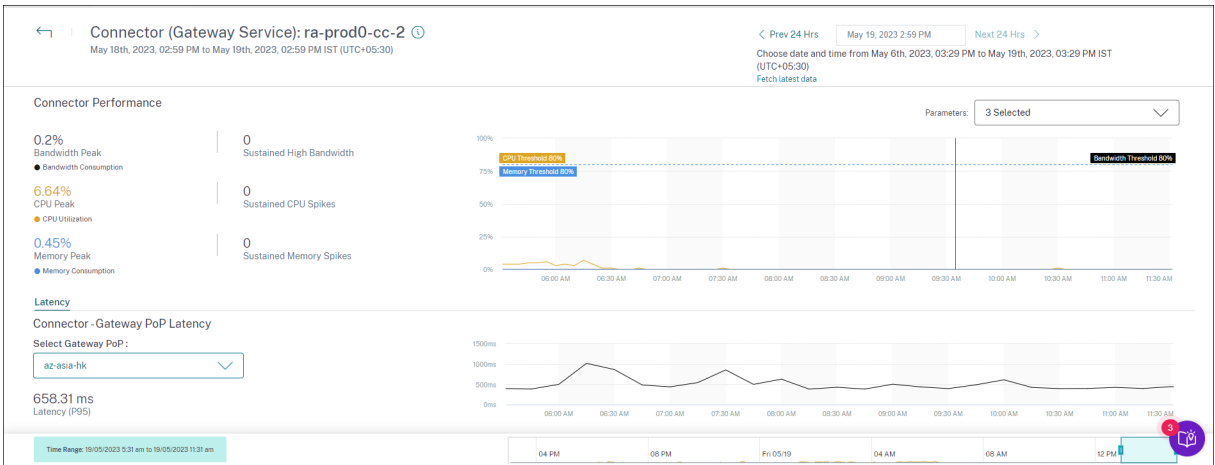 Connector (Gateway Service): ra-prod0-cc-2
May 18th, 2023, 02:59 PM to May 19th, 2023, 02:59 PM IST (UTC+05:30)
Prev 24 Hrs
May 19, 2023 2:59 PM
Next 24 Hrs
Choose date and time from May 6th, 2023, 03:29 PM to May 19th, 2023, 03:29 PM IST
(UTC+05:30)
Fetch latest data
Connector Performance
Parameters:
3 Selected
0.2%
Bandwidth Peak
Bandwidth Consumption
0
Sustained High Bandwidth
6.64%
CPU Peak
CPU Utilization
0
Sustained CPU Spikes
0.45%
Memory Peak
Memory Consumption
0
Sustained Memory Spikes
100%
CPU Threshold 80%
Bandwidth Threshold 80%
75%
Memory Threshold 80%
50%
25%
0%
06:00 AM 06:30 AM 07:00 AM 07:30 AM 08:00 AM 08:30 AM 09:00 AM 09:30 AM 10:00 AM 10:30 AM 11:00 AM 11:30 AM
Latency
Connector - Gateway PoP Latency
Select Gateway PoP :
az-asia-hk
658.31 ms
Latency (P95)
1500ms
1000ms
500ms
0ms
06:00 AM 06:30 AM 07:00 AM 07:30 AM 08:00 AM 08:30 AM 09:00 AM 09:30 AM 10:00 AM 10:30 AM 11:00 AM 11:30 AM
3
Time Range: 19/05/2023 5:31 am to 19/05/2023 11:31 am
04 PM 08 PM Fri 05/19 04 AM 08 AM 12 PM